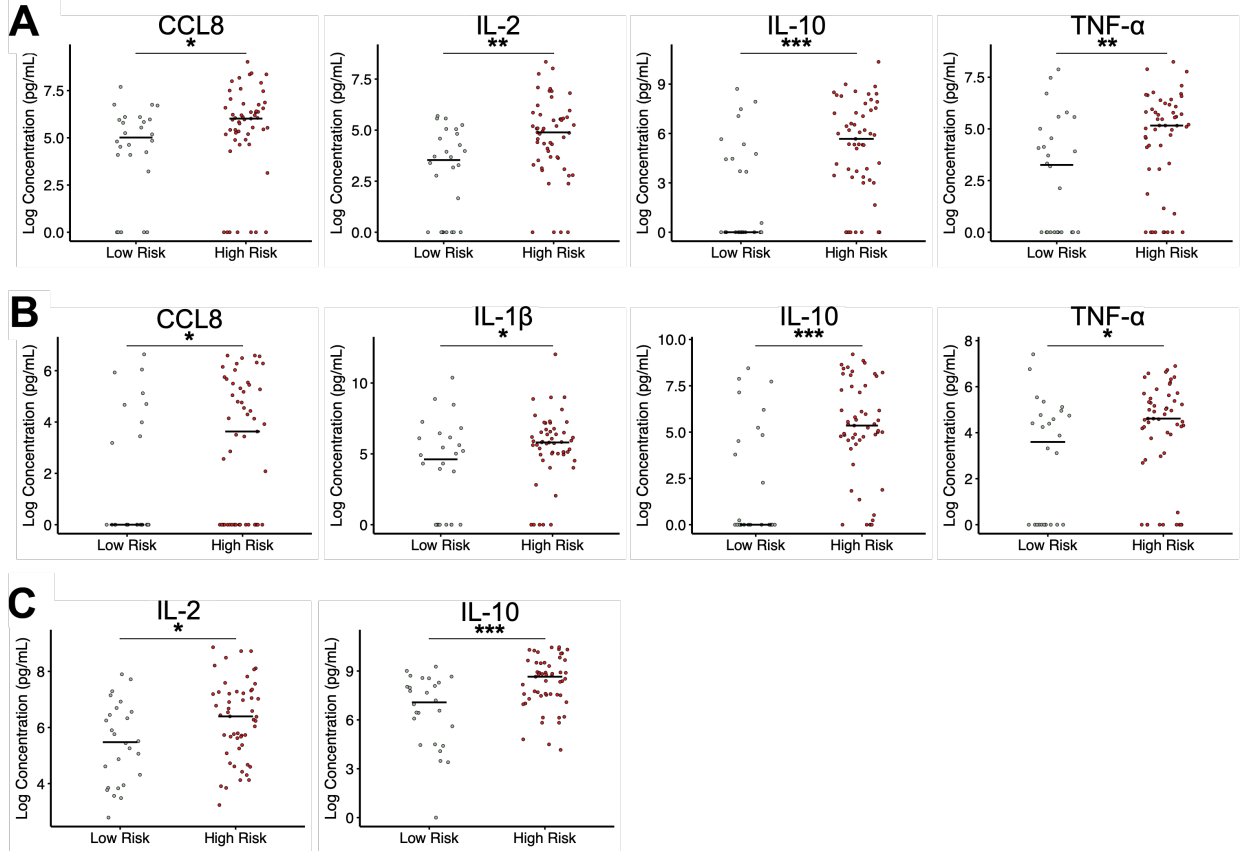 A
CCL8
*
Log Concentration (pg/mL)
7.5
5.0
2.5
0.0
Low Risk High Risk
IL-2
**
Log Concentration (pg/mL)
7.5
5.0
2.5
0.0
Low Risk High Risk
IL-10
***
Log Concentration (pg/mL)
9
6
3
0
Low Risk High Risk
TNF-α
**
Log Concentration (pg/mL)
7.5
5.0
2.5
0.0
Low Risk High Risk
B
CCL8
*
Log Concentration (pg/mL)
6
4
2
0
Low Risk High Risk
IL-1β
*
Log Concentration (pg/mL)
10
5
0
Low Risk High Risk
IL-10
***
Log Concentration (pg/mL)
10.0
7.5
5.0
2.5
0.0
Low Risk High Risk
TNF-α
*
Log Concentration (pg/mL)
8
6
4
2
0
Low Risk High Risk
C
IL-2
*
Log Concentration (pg/mL)
8
6
4
Low Risk High Risk
IL-10
***
Log Concentration (pg/mL)
9
6
3
0
Low Risk High Risk